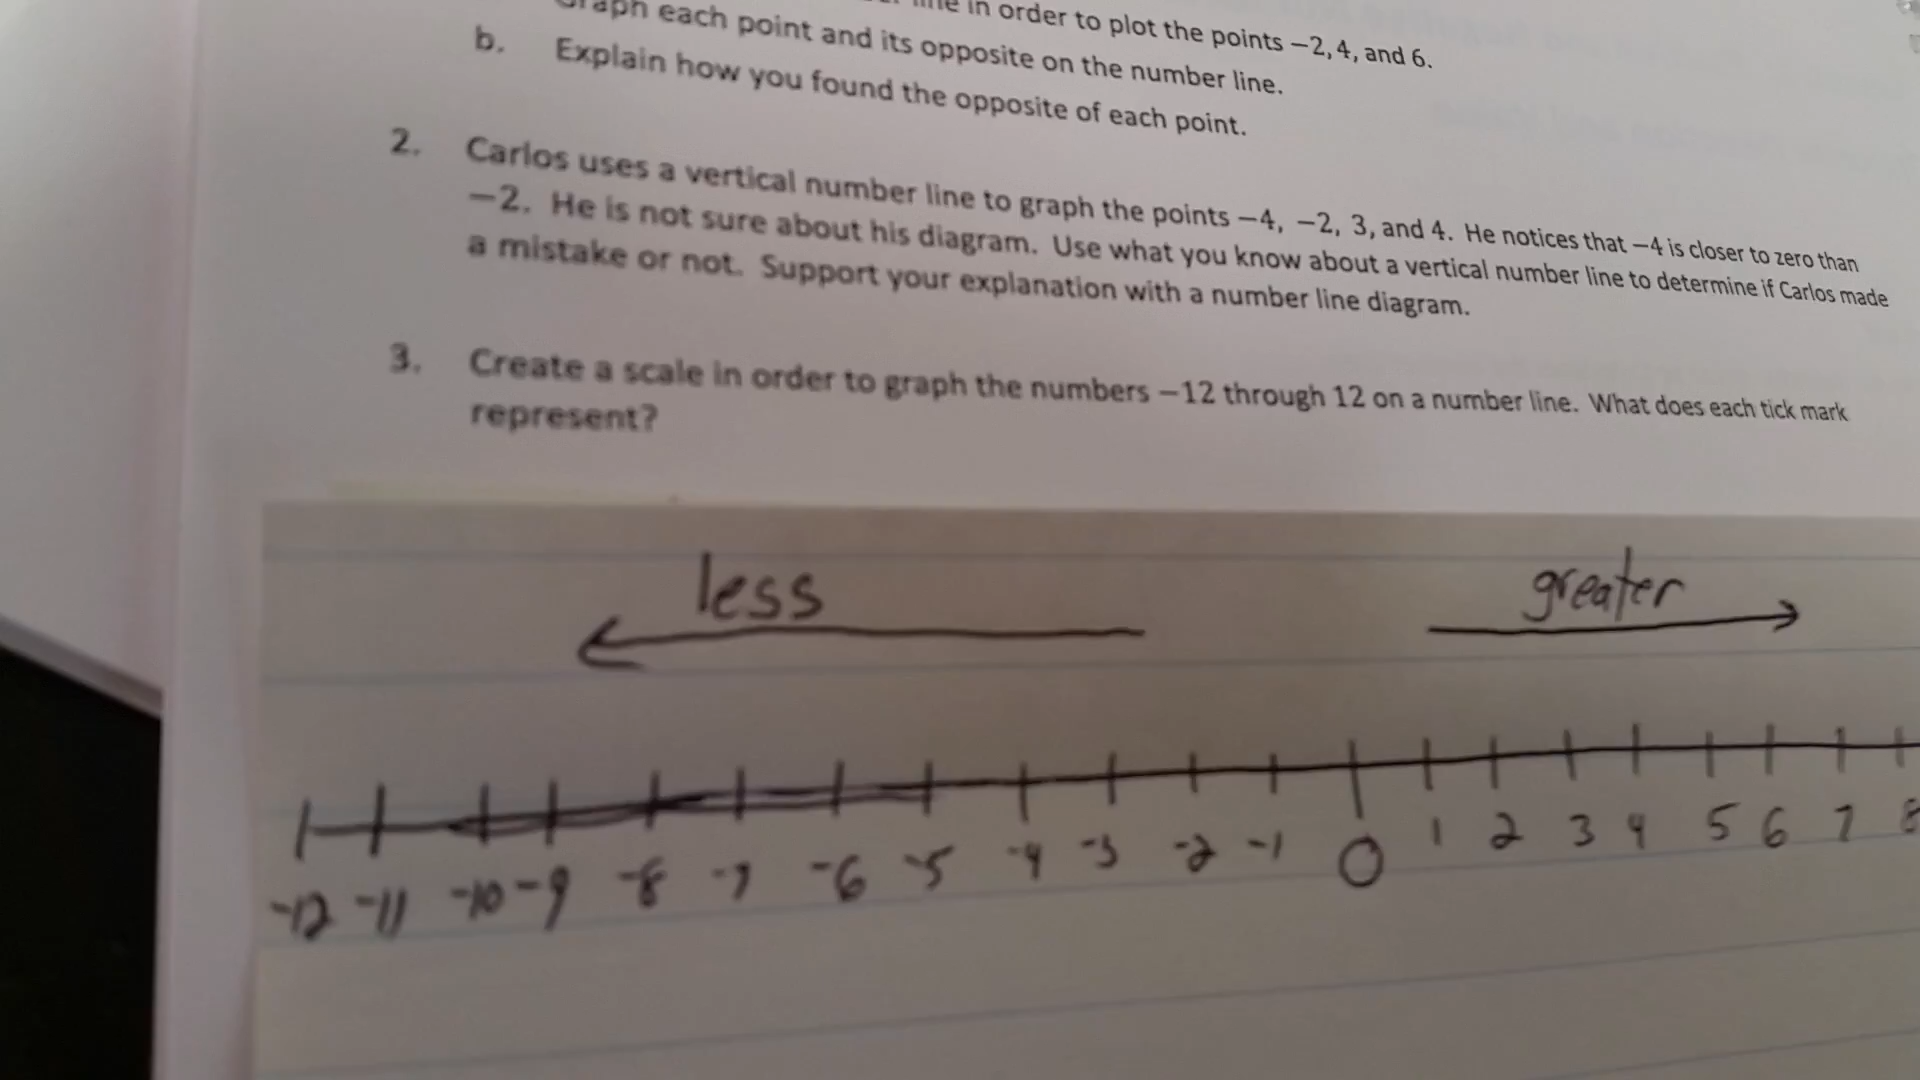 line in order to plot the points −2, 4, and 6.
Graph each point and its opposite on the number line.
b. Explain how you found the opposite of each point.
2. Carlos uses a vertical number line to graph the points −4, −2, 3, and 4. He notices that −4 is closer to zero than
−2. He is not sure about his diagram. Use what you know about a vertical number line to determine if Carlos made
a mistake or not. Support your explanation with a number line diagram.
3. Create a scale in order to graph the numbers −12 through 12 on a number line. What does each tick mark
represent?
less greater
-12 -11 -10 -9 -8 -7 -6 -5 -4 -3 -2 -1 0 1 2 3 4 5 6 7 8